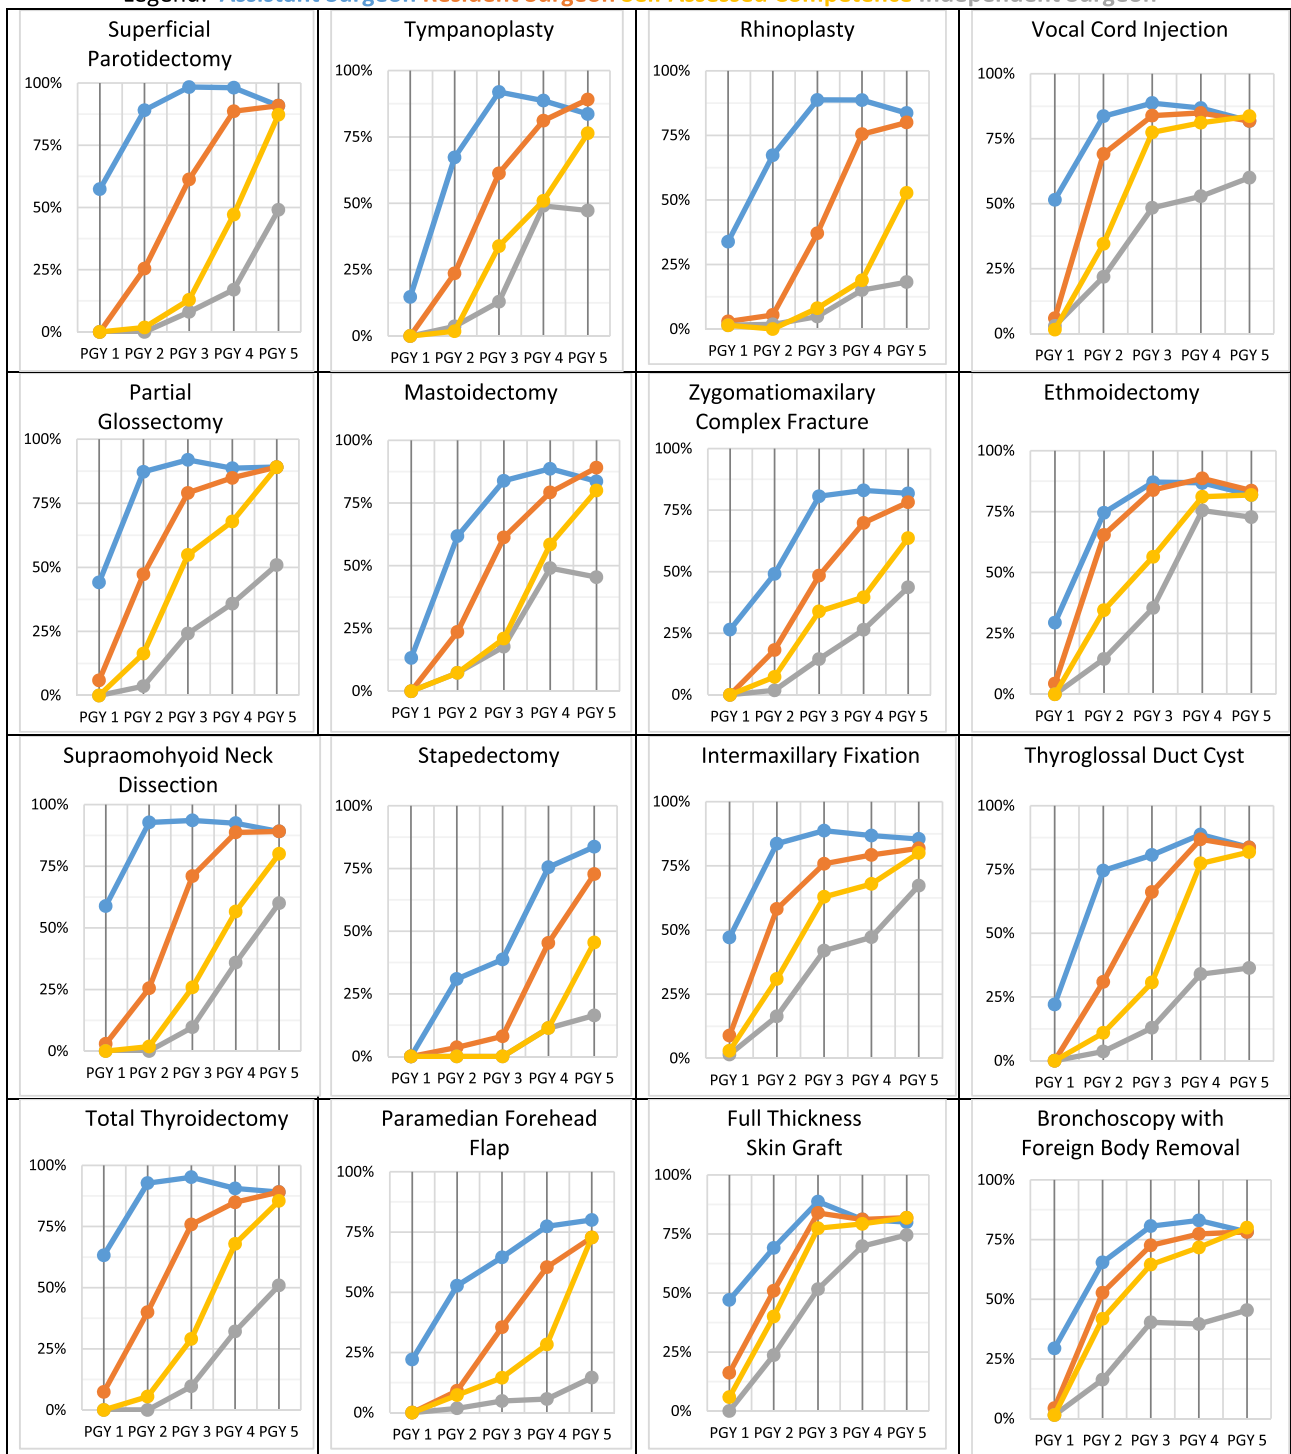 Legend: Assistant Surgeon Resident Surgeon Self-Assessed Competence Independent Surgeon
Superficial
Parotidectomy
100%
75%
50%
25%
0%
PGY 1 PGY 2 PGY 3 PGY 4 PGY 5
Tympanoplasty
100%
75%
50%
25%
0%
PGY 1 PGY 2 PGY 3 PGY 4 PGY 5
Rhinoplasty
100%
75%
50%
25%
0%
PGY 1 PGY 2 PGY 3 PGY 4 PGY 5
Vocal Cord Injection
100%
75%
50%
25%
0%
PGY 1 PGY 2 PGY 3 PGY 4 PGY 5
Partial
Glossectomy
100%
75%
50%
25%
0%
PGY 1 PGY 2 PGY 3 PGY 4 PGY 5
Mastoidectomy
100%
75%
50%
25%
0%
PGY 1 PGY 2 PGY 3 PGY 4 PGY 5
Zygomatiomaxilary
Complex Fracture
100%
75%
50%
25%
0%
PGY 1 PGY 2 PGY 3 PGY 4 PGY 5
Ethmoidectomy
100%
75%
50%
25%
0%
PGY 1 PGY 2 PGY 3 PGY 4 PGY 5
Supraomohyoid Neck
Dissection
100%
75%
50%
25%
0%
PGY 1 PGY 2 PGY 3 PGY 4 PGY 5
Stapedectomy
100%
75%
50%
25%
0%
PGY 1 PGY 2 PGY 3 PGY 4 PGY 5
Intermaxillary Fixation
100%
75%
50%
25%
0%
PGY 1 PGY 2 PGY 3 PGY 4 PGY 5
Thyroglossal Duct Cyst
100%
75%
50%
25%
0%
PGY 1 PGY 2 PGY 3 PGY 4 PGY 5
Total Thyroidectomy
100%
75%
50%
25%
0%
PGY 1 PGY 2 PGY 3 PGY 4 PGY 5
Paramedian Forehead
Flap
100%
75%
50%
25%
0%
PGY 1 PGY 2 PGY 3 PGY 4 PGY 5
Full Thickness
Skin Graft
100%
75%
50%
25%
0%
PGY 1 PGY 2 PGY 3 PGY 4 PGY 5
Bronchoscopy with
Foreign Body Removal
100%
75%
50%
25%
0%
PGY 1 PGY 2 PGY 3 PGY 4 PGY 5